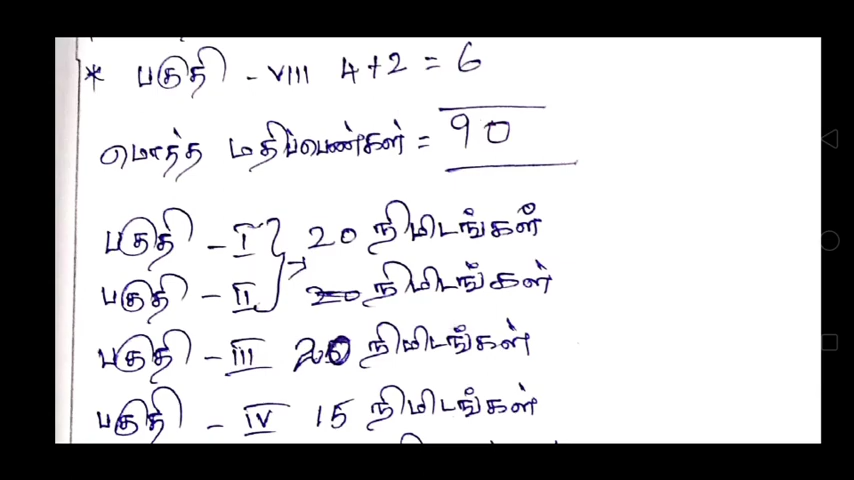 * பகுதி - VIII 4+2 = 6
மொத்த மதிப்பெண்கள் = 90
பகுதி - I } 20 நிமிடங்கள்
பகுதி - II } → 20 நிமிடங்கள்
பகுதி - III 20 நிமிடங்கள்
பகுதி - IV 15 நிமிடங்கள்